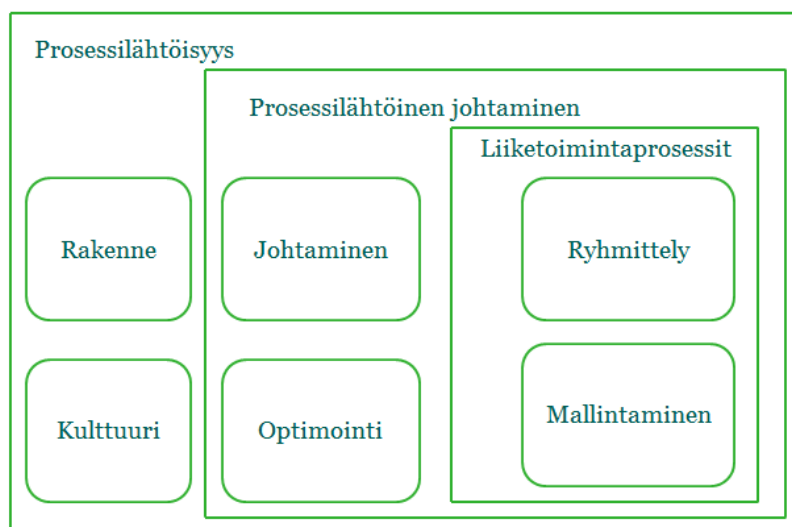 Prosessilähtöisyys
Prosessilähtöinen johtaminen
Liiketoimintaprosessit
Rakenne
Johtaminen
Ryhmittely
Kulttuuri
Optimointi
Mallintaminen